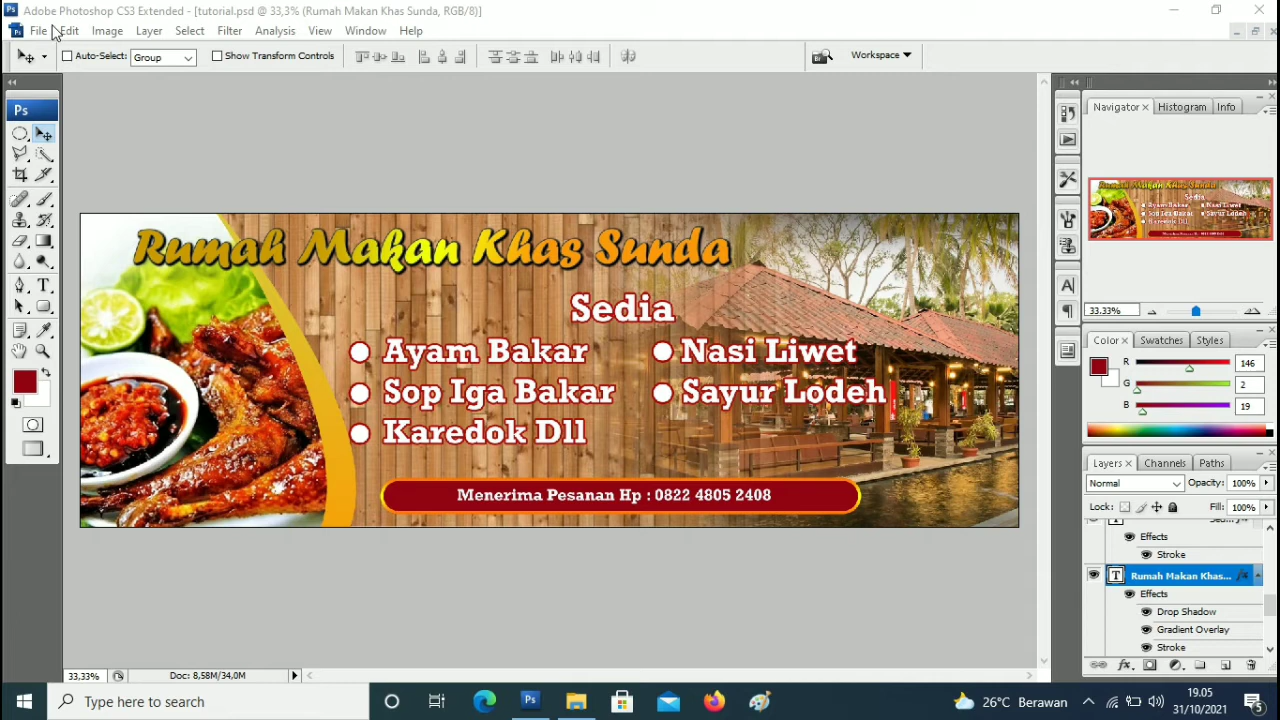 Adobe Photoshop CS3 Extended - [tutorial.psd @ 33,3% (Rumah Makan Khas Sunda, RGB/8)]
File Edit Image Layer Select Filter Analysis View Window Help
Auto-Select: Group Show Transform Controls Workspace
Ps
Navigator Histogram Info
Rumah Makan Khas Sunda
Sedia
Ayam Bakar
Nasi Liwet
Sop Iga Bakar
Sayur Lodeh
Karedok Dll
Menerima Pesanan Hp : 0822 4805 2408
33.33%
Color Swatches Styles
R 146
G 2
B 19
Layers Channels Paths
Normal Opacity: 100%
Lock: Fill: 100%
Effects
Stroke
Rumah Makan Khas... fx
Effects
Drop Shadow
Gradient Overlay
Stroke
33,33% Doc: 8,58M/34,0M
Type here to search
26°C Berawan
19.05
31/10/2021
5